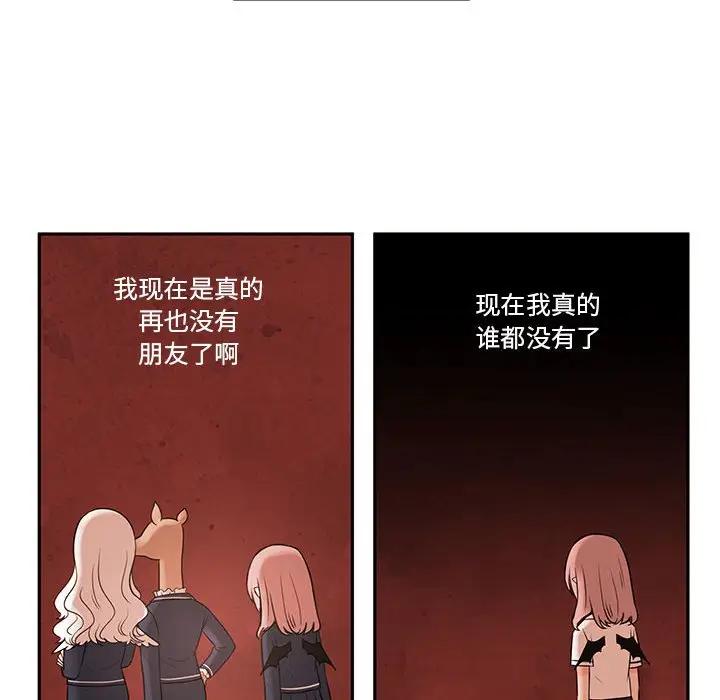 我现在是真的
再也没有
朋友了啊
现在我真的
谁都没有了